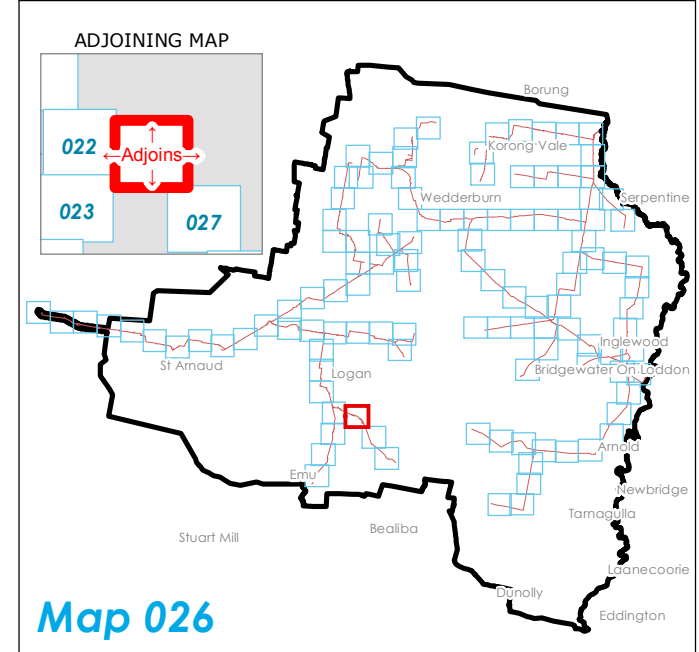 ADJOINING MAP
022
Adjoins
023
027
Borung
Korong Vale
Wedderburn
Serpentine
Inglewood
St Arnaud
Logan
Bridgewater On Loddon
Arnold
Emu
Newbridge
Tarnagulla
Bealiba
Stuart Mill
Laanecoorie
Dunolly
Eddington
Map 026